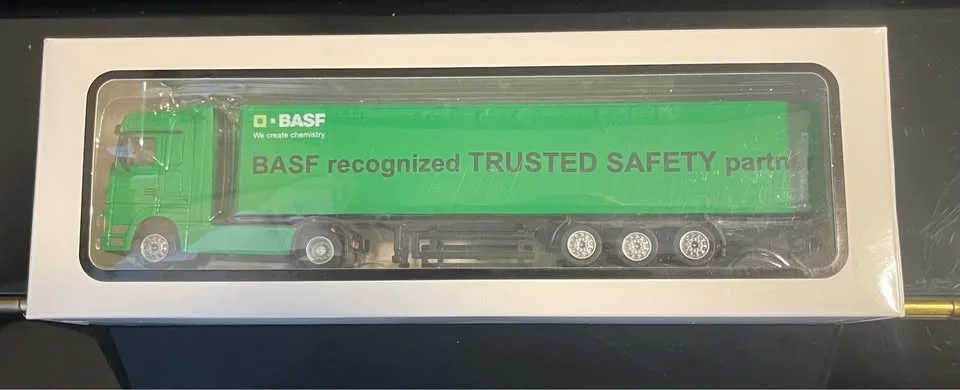 BASF
We create chemistry
BASF recognized TRUSTED SAFETY partner